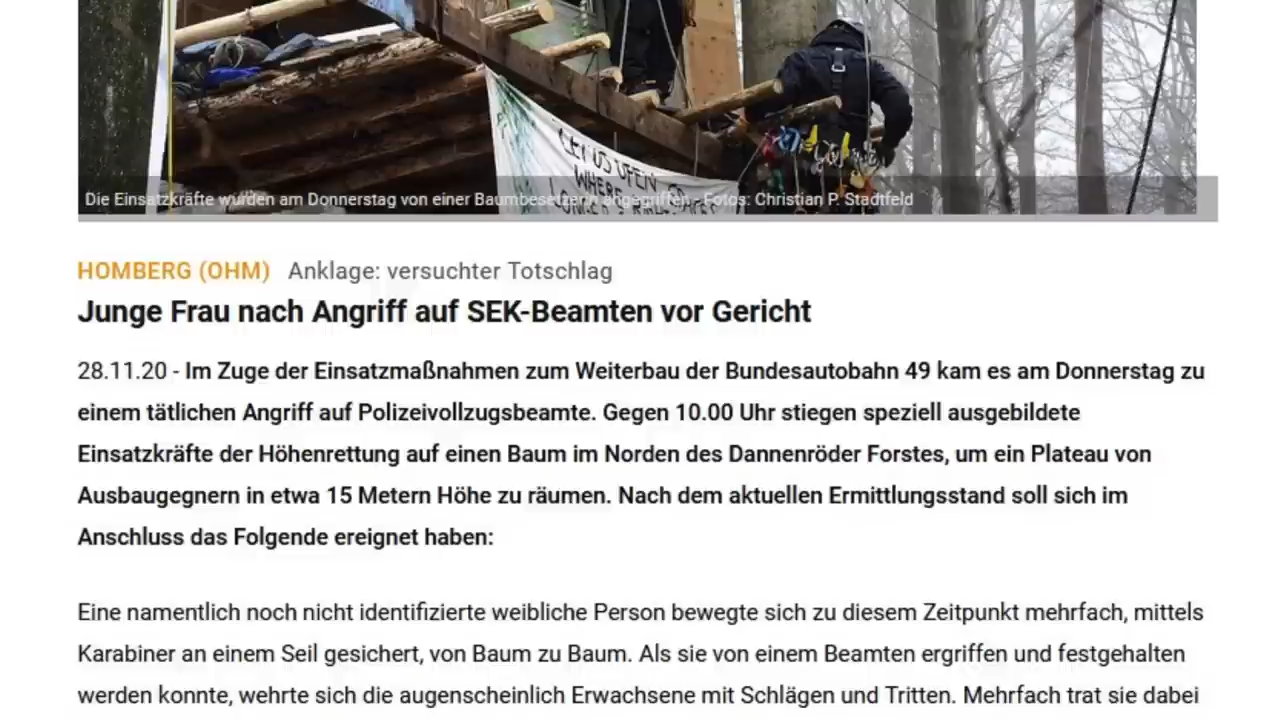 LET US OPEN
WHERE
Die Einsatzkräfte wurden am Donnerstag von einer Baumbesetzerin angegriffen - Fotos: Christian P. Stadtfeld
HOMBERG (OHM) Anklage: versuchter Totschlag
Junge Frau nach Angriff auf SEK-Beamten vor Gericht
28.11.20 - Im Zuge der Einsatzmaßnahmen zum Weiterbau der Bundesautobahn 49 kam es am Donnerstag zu
einem tätlichen Angriff auf Polizeivollzugsbeamte. Gegen 10.00 Uhr stiegen speziell ausgebildete
Einsatzkräfte der Höhenrettung auf einen Baum im Norden des Dannenröder Forstes, um ein Plateau von
Ausbaugegnern in etwa 15 Metern Höhe zu räumen. Nach dem aktuellen Ermittlungsstand soll sich im
Anschluss das Folgende ereignet haben:
Eine namentlich noch nicht identifizierte weibliche Person bewegte sich zu diesem Zeitpunkt mehrfach, mittels
Karabiner an einem Seil gesichert, von Baum zu Baum. Als sie von einem Beamten ergriffen und festgehalten
werden konnte, wehrte sich die augenscheinlich Erwachsene mit Schlägen und Tritten. Mehrfach trat sie dabei